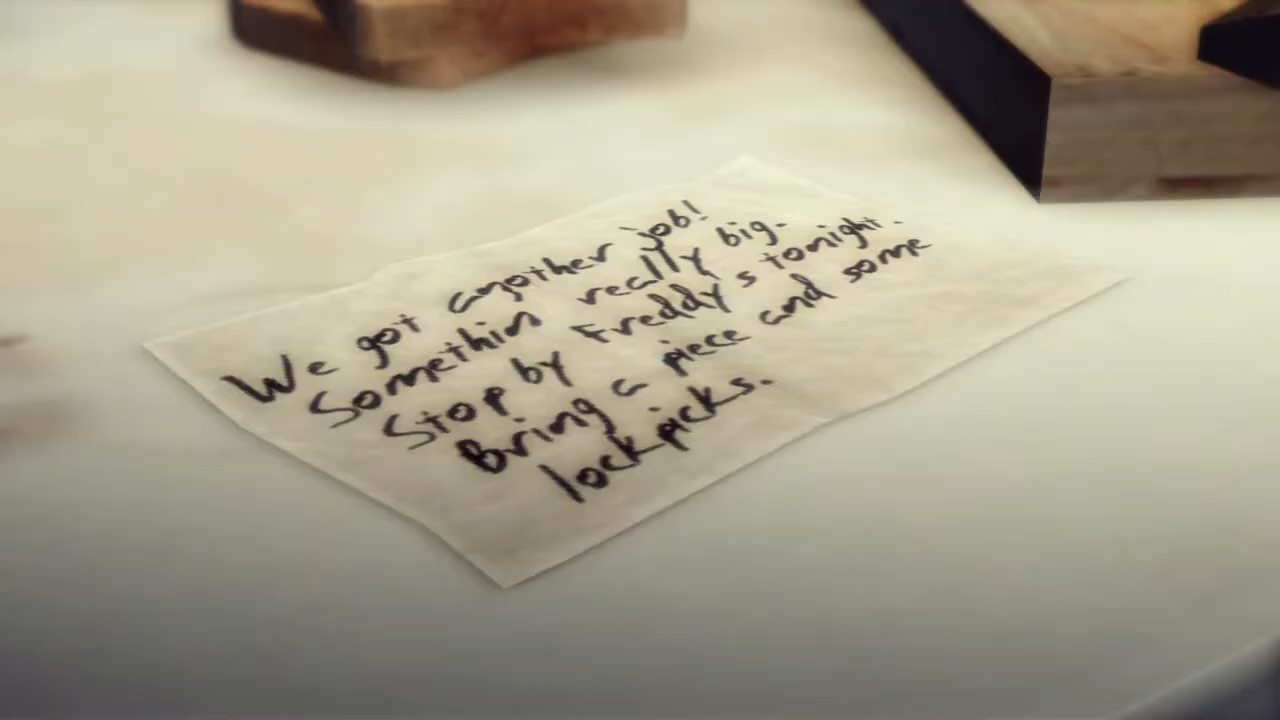 We got another job!
Somethin really big.
Stop by Freddy's tonight.
Bring a piece and some
lockpicks.